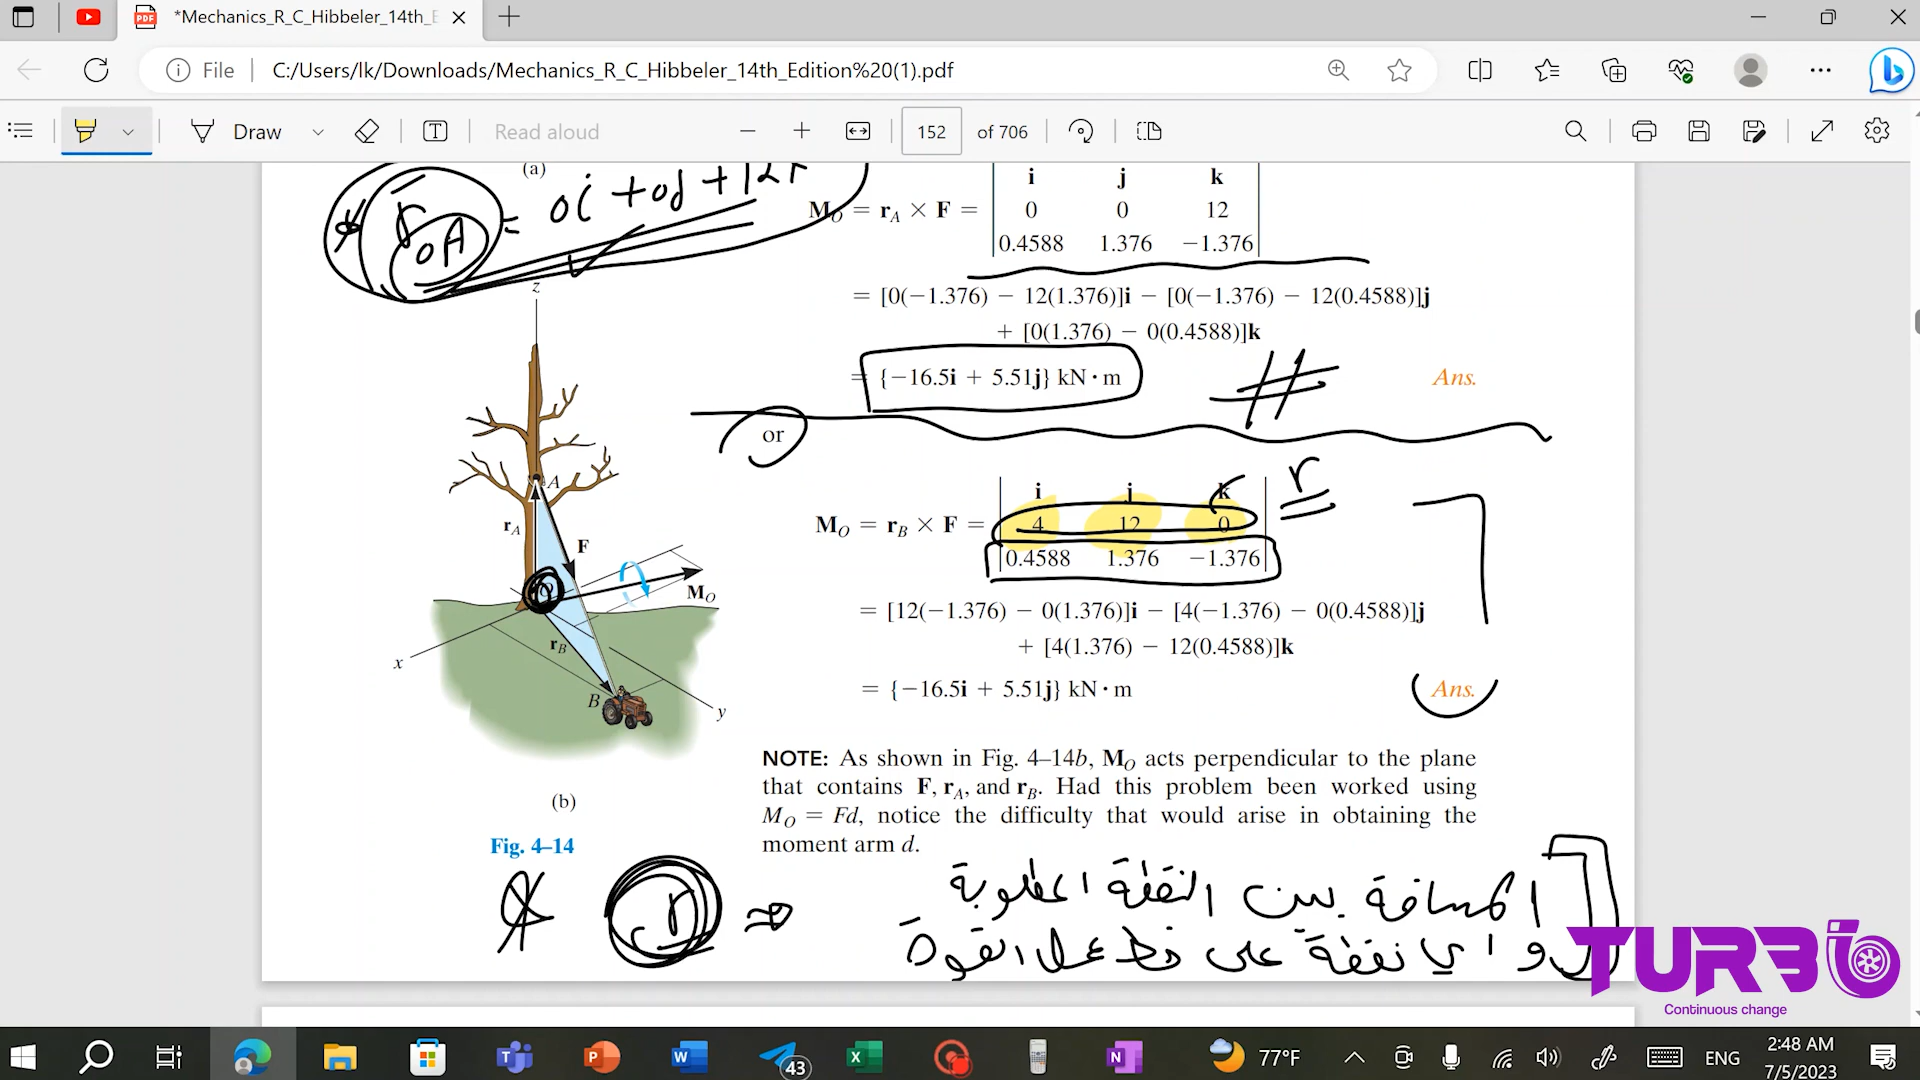 *Mechanics_R_C_Hibbeler_14th_E
File
C:/Users/lk/Downloads/Mechanics_R_C_Hibbeler_14th_Edition%20(1).pdf
Draw
Read aloud
152 of 706
(a)
r OA = 0i + 0j + 12k
i j k
M_O = r_A × F = 0 0 12
0.4588 1.376 −1.376
= [0(−1.376) − 12(1.376)]i − [0(−1.376) − 12(0.4588)]j
+ [0(1.376) − 0(0.4588)]k
= {−16.5i + 5.51j} kN·m
Ans.
or
r
i j k
M_O = r_B × F = 4 12 0
0.4588 1.376 −1.376
= [12(−1.376) − 0(1.376)]i − [4(−1.376) − 0(0.4588)]j
+ [4(1.376) − 12(0.4588)]k
= {−16.5i + 5.51j} kN·m
Ans.
z
A
r_A
F
M_O
r_B
x
B
y
(b)
Fig. 4–14
NOTE: As shown in Fig. 4–14b, M_O acts perpendicular to the plane
that contains F, r_A, and r_B. Had this problem been worked using
M_O = Fd, notice the difficulty that would arise in obtaining the
moment arm d.
r ⇒
المسافة بين النقطة المطلوبة
و اي نقطة على خط عمل القوة
TURBO
Continuous change
43
77°F
ENG
2:48 AM
7/5/2023